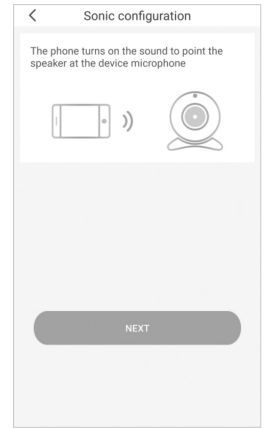 Sonic configuration
The phone turns on the sound to point the
speaker at the device microphone
NEXT